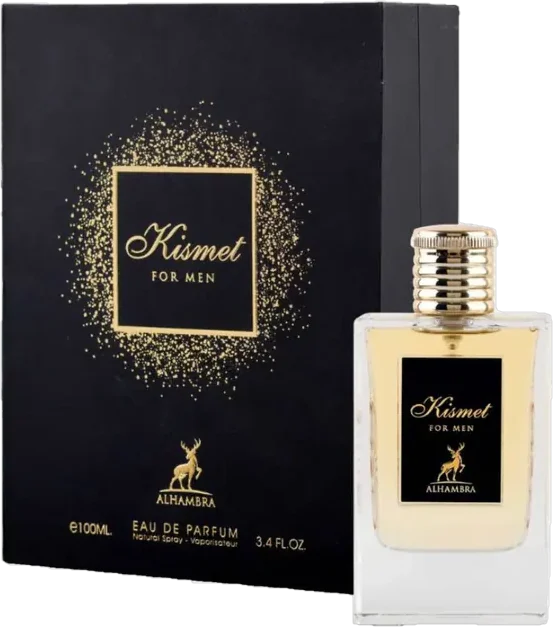 Kismet
FOR MEN
ALHAMBRA
e100ML. EAU DE PARFUM 3.4 FL.OZ.
Natural Spray - Vaporisateur
Kismet
FOR MEN
ALHAMBRA